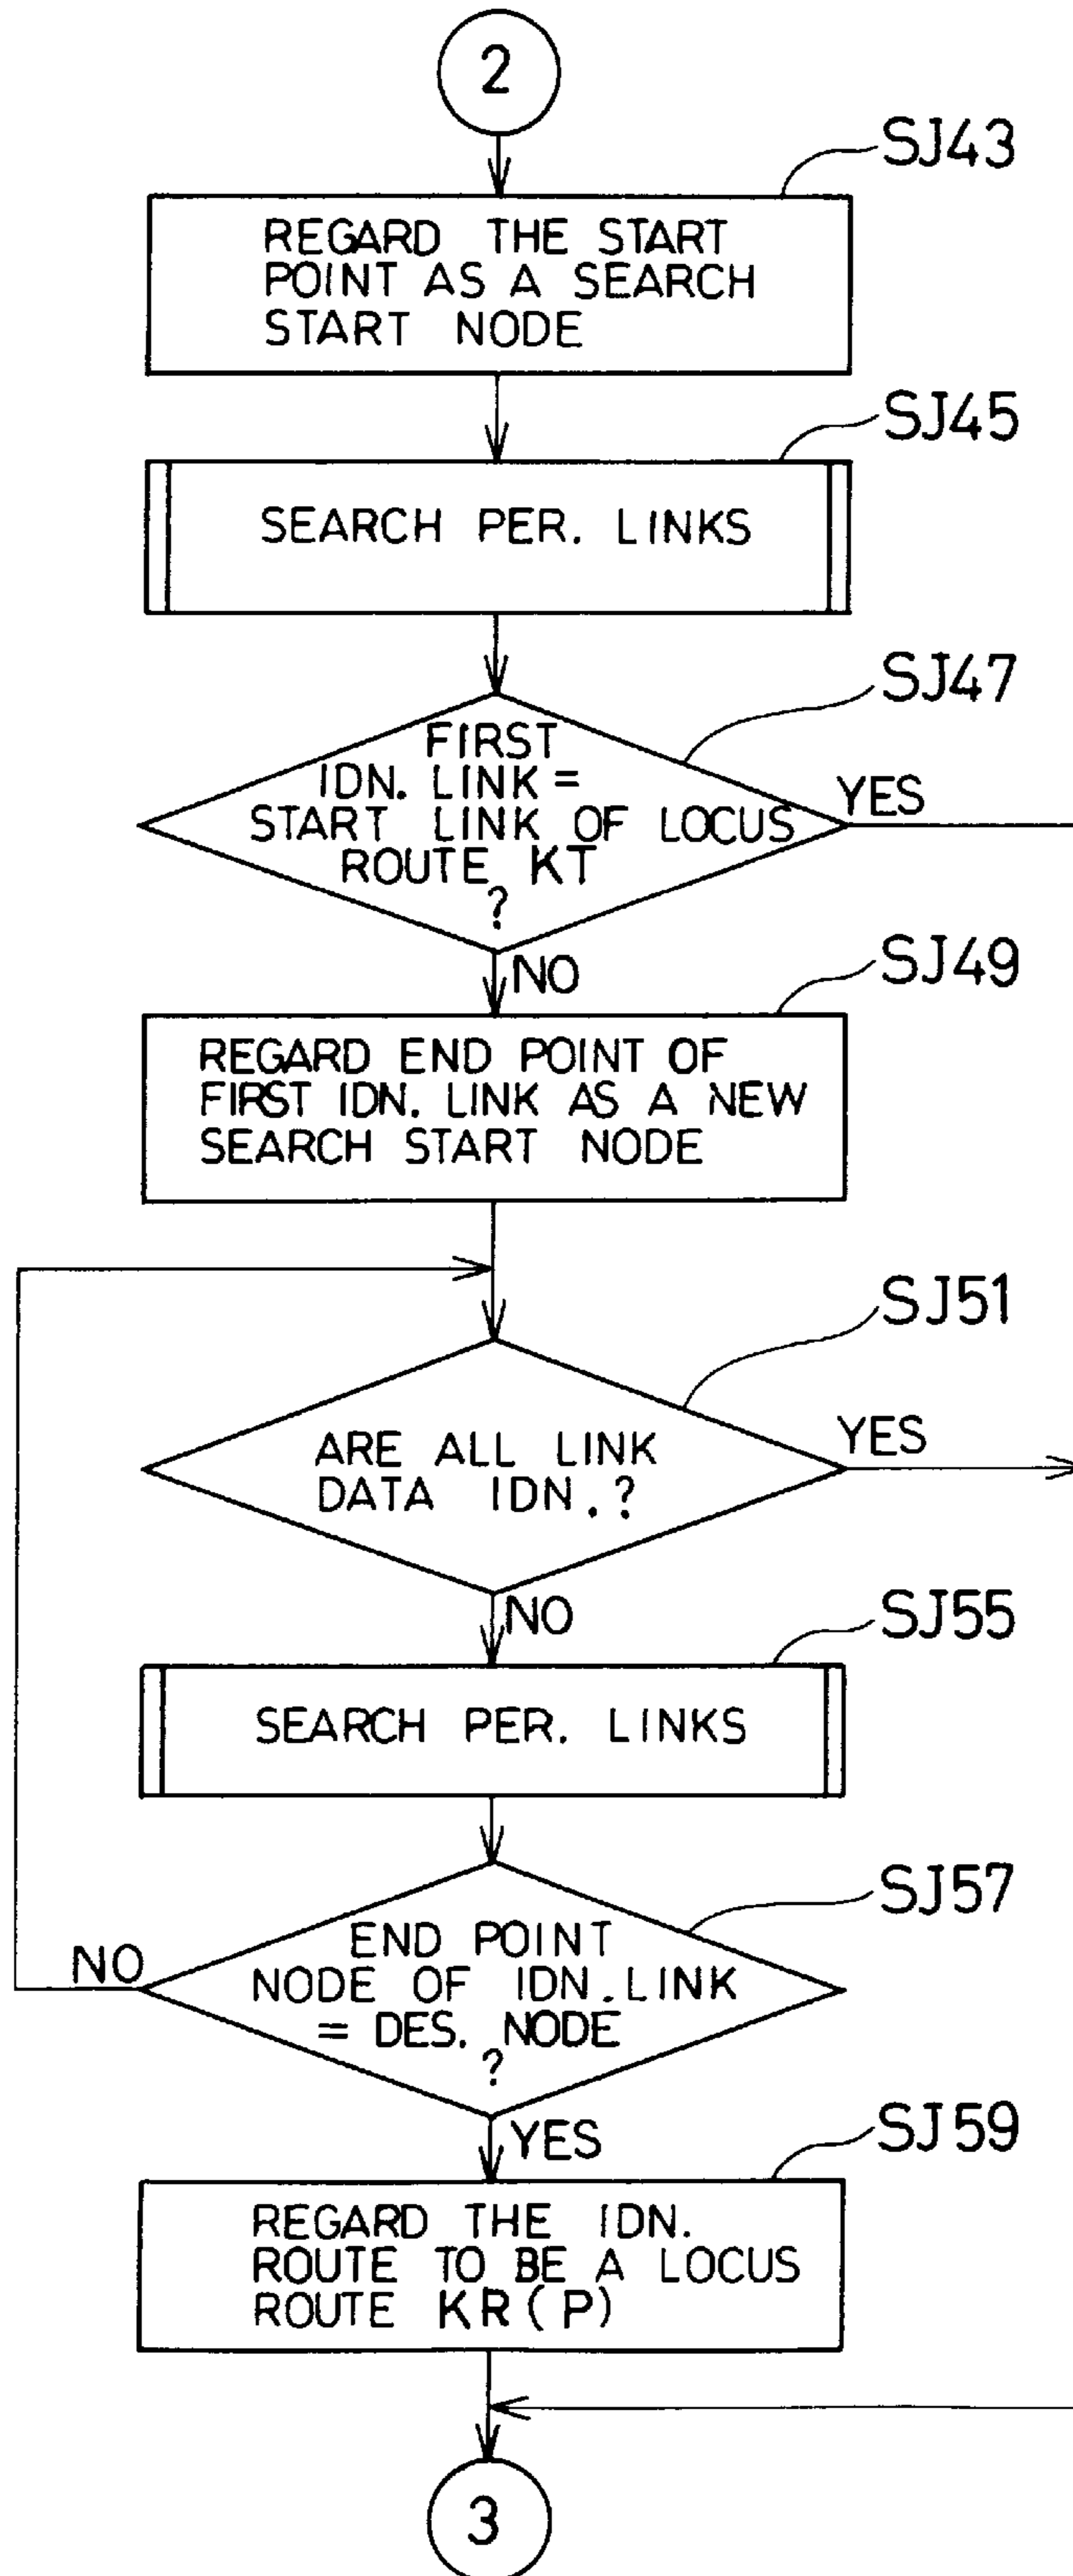 2
SJ43
REGARD THE START
POINT AS A SEARCH
START NODE
SJ45
SEARCH PER. LINKS
SJ47
FIRST
IDN. LINK =
START LINK OF LOCUS
ROUTE KT
?
YES
NO
SJ49
REGARD END POINT OF
FIRST IDN. LINK AS A NEW
SEARCH START NODE
SJ51
ARE ALL LINK
DATA IDN.?
YES
NO
SJ55
SEARCH PER. LINKS
SJ57
END POINT
NODE OF IDN. LINK
= DES. NODE
?
NO
YES
SJ59
REGARD THE IDN.
ROUTE TO BE A LOCUS
ROUTE KR(P)
3